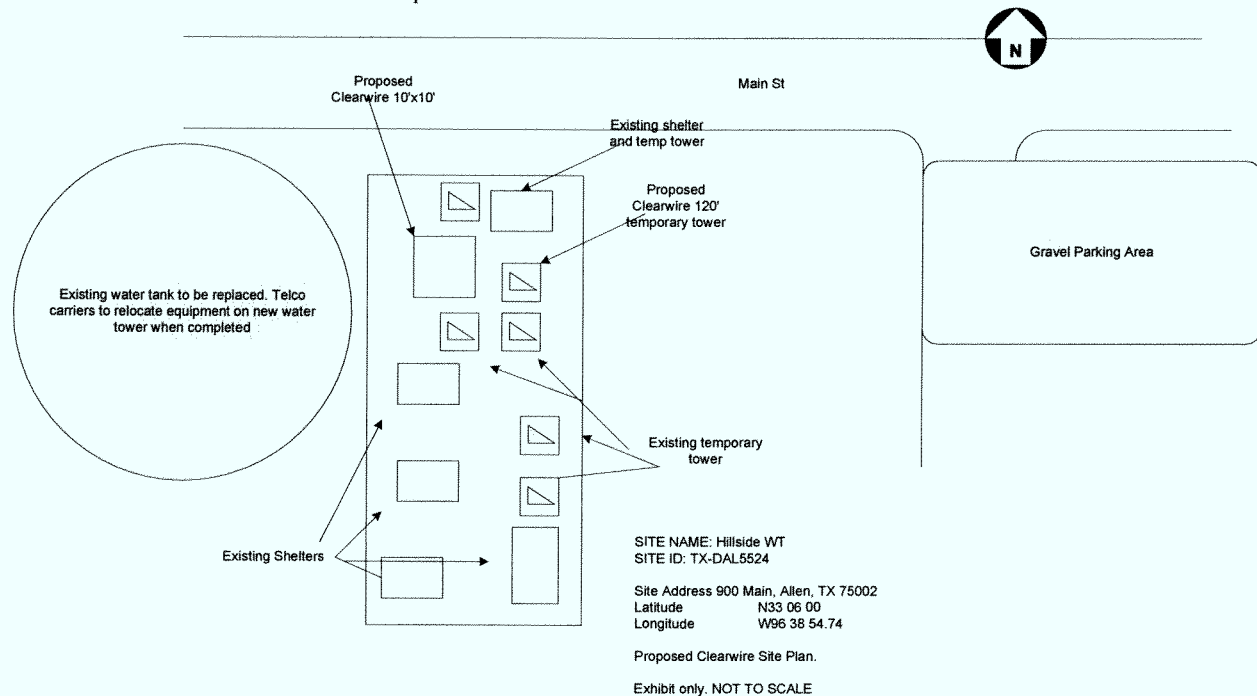 N
Main St
Proposed
Clearwire 10'x10'
Existing shelter
and temp tower
Proposed
Clearwire 120'
temporary tower
Gravel Parking Area
Existing water tank to be replaced. Telco
carriers to relocate equipment on new water
tower when completed
Existing temporary
tower
Existing Shelters
SITE NAME: Hillside WT
SITE ID: TX-DAL5524
Site Address 900 Main, Allen, TX 75002
Latitude N33 06 00
Longitude W96 38 54.74
Proposed Clearwire Site Plan.
Exhibit only. NOT TO SCALE